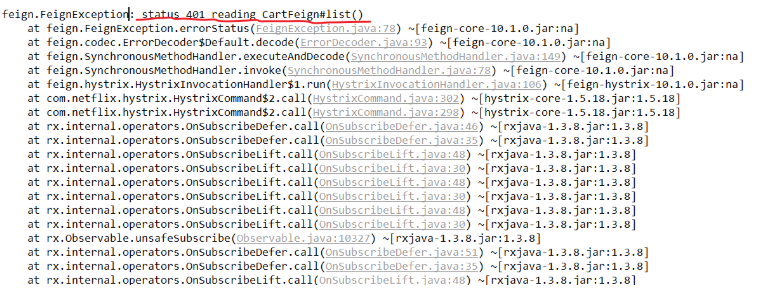 feign.FeignException: status 401 reading CartFeign#list()
at feign.FeignException.errorStatus(FeignException.java:78) ~[feign-core-10.1.0.jar:na]
at feign.codec.ErrorDecoder$Default.decode(ErrorDecoder.java:93) ~[feign-core-10.1.0.jar:na]
at feign.SynchronousMethodHandler.executeAndDecode(SynchronousMethodHandler.java:149) ~[feign-core-10.1.0.jar:na]
at feign.SynchronousMethodHandler.invoke(SynchronousMethodHandler.java:78) ~[feign-core-10.1.0.jar:na]
at feign.hystrix.HystrixInvocationHandler$1.run(HystrixInvocationHandler.java:106) ~[feign-hystrix-10.1.0.jar:na]
at com.netflix.hystrix.HystrixCommand$2.call(HystrixCommand.java:302) ~[hystrix-core-1.5.18.jar:1.5.18]
at com.netflix.hystrix.HystrixCommand$2.call(HystrixCommand.java:298) ~[hystrix-core-1.5.18.jar:1.5.18]
at rx.internal.operators.OnSubscribeDefer.call(OnSubscribeDefer.java:46) ~[rxjava-1.3.8.jar:1.3.8]
at rx.internal.operators.OnSubscribeDefer.call(OnSubscribeDefer.java:35) ~[rxjava-1.3.8.jar:1.3.8]
at rx.internal.operators.OnSubscribeLift.call(OnSubscribeLift.java:48) ~[rxjava-1.3.8.jar:1.3.8]
at rx.internal.operators.OnSubscribeLift.call(OnSubscribeLift.java:30) ~[rxjava-1.3.8.jar:1.3.8]
at rx.internal.operators.OnSubscribeLift.call(OnSubscribeLift.java:48) ~[rxjava-1.3.8.jar:1.3.8]
at rx.internal.operators.OnSubscribeLift.call(OnSubscribeLift.java:30) ~[rxjava-1.3.8.jar:1.3.8]
at rx.internal.operators.OnSubscribeLift.call(OnSubscribeLift.java:48) ~[rxjava-1.3.8.jar:1.3.8]
at rx.internal.operators.OnSubscribeLift.call(OnSubscribeLift.java:30) ~[rxjava-1.3.8.jar:1.3.8]
at rx.Observable.unsafeSubscribe(Observable.java:10327) ~[rxjava-1.3.8.jar:1.3.8]
at rx.internal.operators.OnSubscribeDefer.call(OnSubscribeDefer.java:51) ~[rxjava-1.3.8.jar:1.3.8]
at rx.internal.operators.OnSubscribeDefer.call(OnSubscribeDefer.java:35) ~[rxjava-1.3.8.jar:1.3.8]
at rx.internal.operators.OnSubscribeLift.call(OnSubscribeLift.java:48) ~[rxjava-1.3.8.jar:1.3.8]